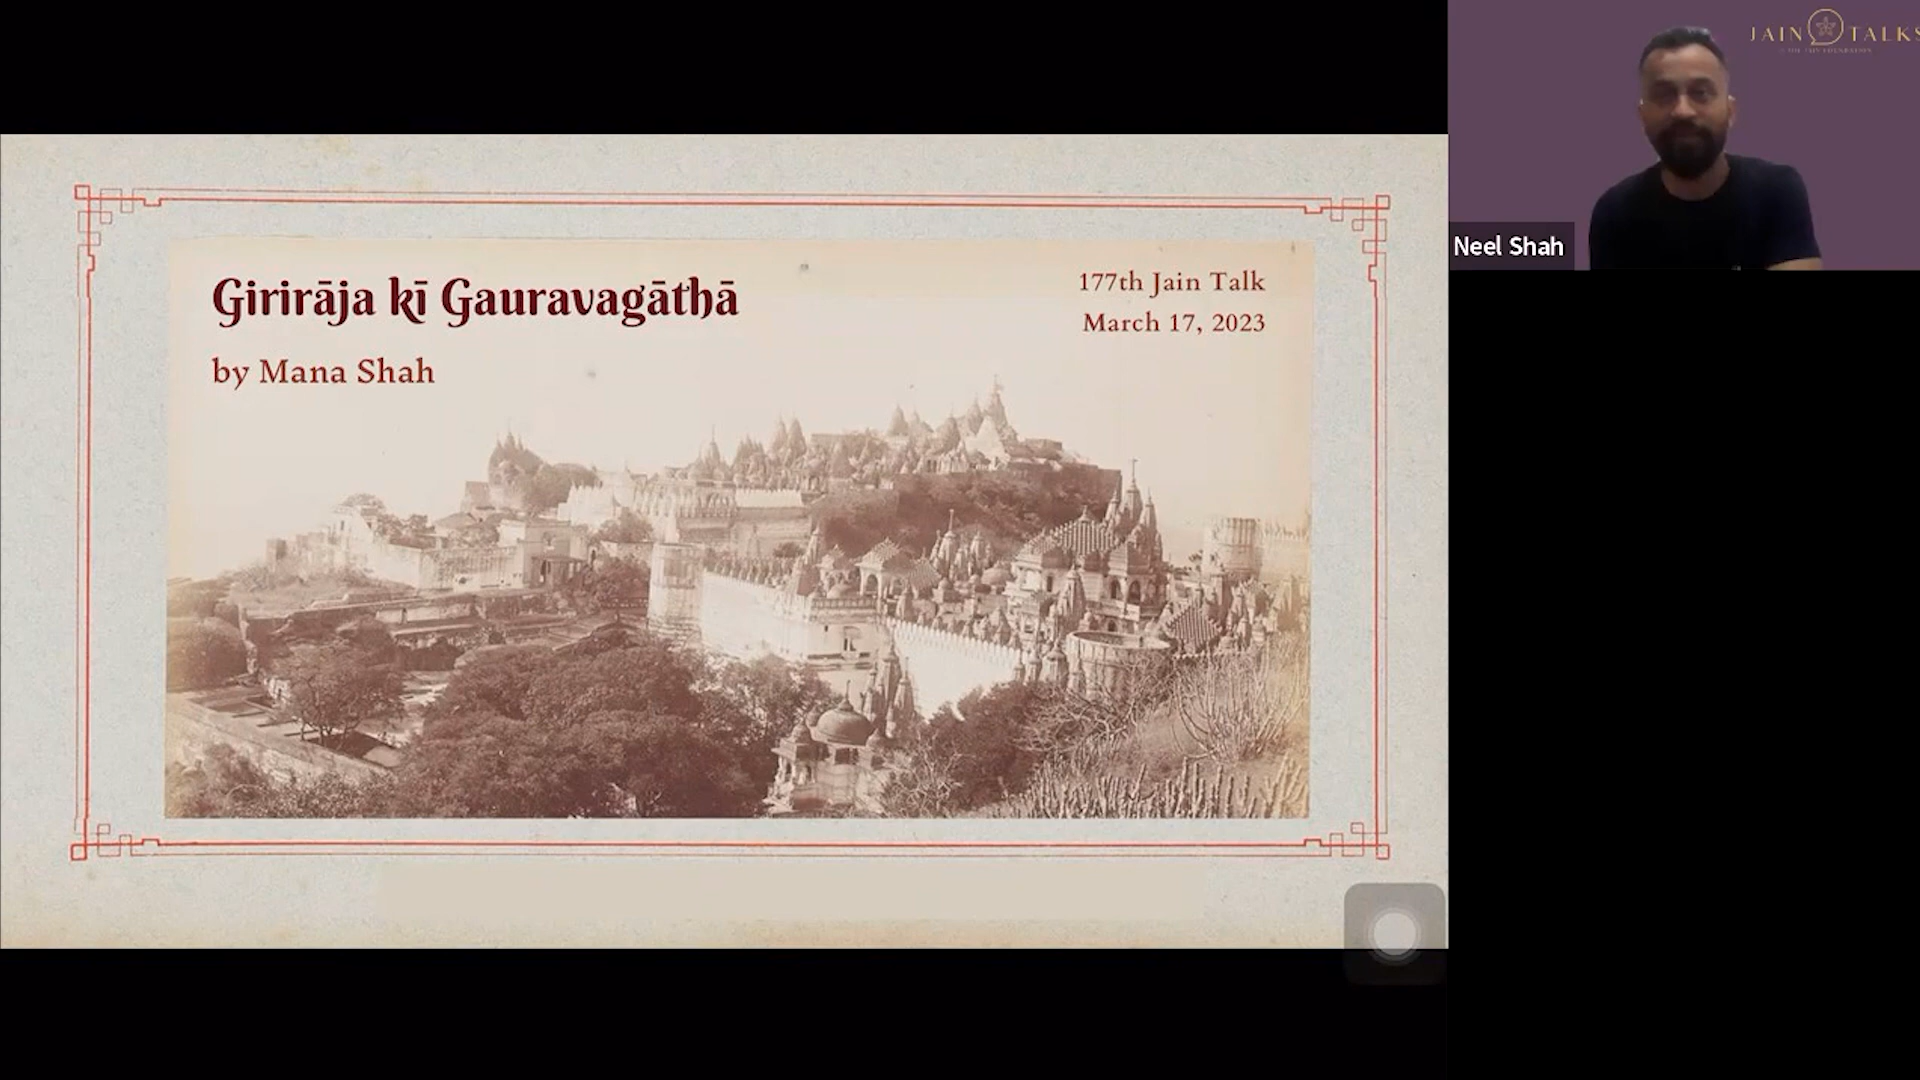 Girirāja kī Gauravagāthā
by Mana Shah
177th Jain Talk
March 17, 2023
JAIN TALKS
Neel Shah